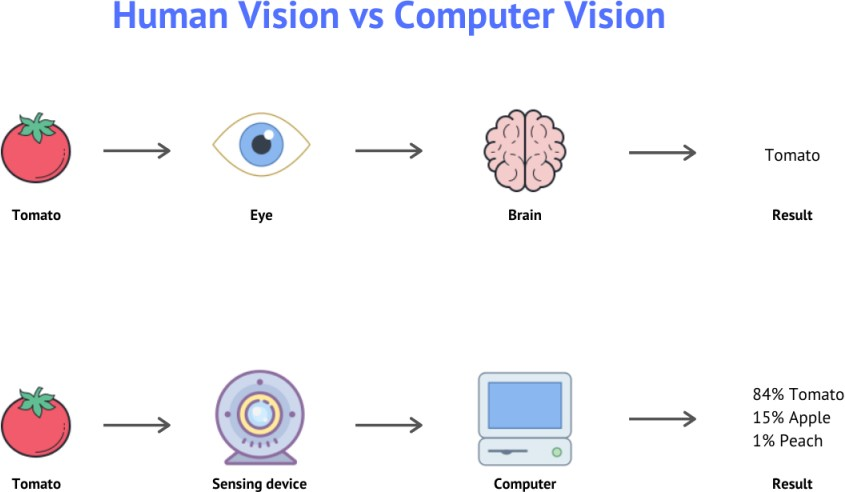 Human Vision vs Computer Vision
Tomato
Tomato
Eye
Brain
Result
84% Tomato
15% Apple
1% Peach
Tomato
Sensing device
Computer
Result